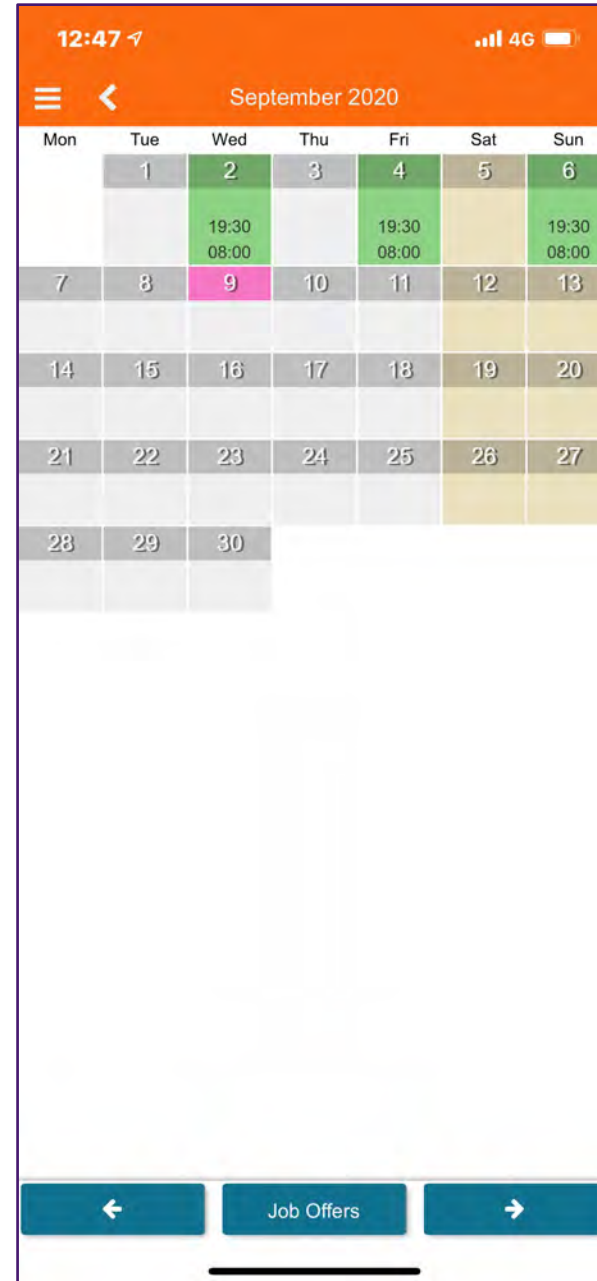 12:47 4G
September 2020
Mon Tue Wed Thu Fri Sat Sun
1 2 3 4 5 6
19:30 19:30 19:30
08:00 08:00 08:00
7 8 9 10 11 12 13
14 15 16 17 18 19 20
21 22 23 24 25 26 27
28 29 30
Job Offers